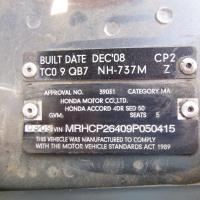 BUILT DATE DEC'08 CP2
TC0 9 QB7 NH-737M Z
APPROVAL NO. 39051 CATEGORY MA
HONDA MOTOR CO.,LTD.
HONDA ACCORD 4DR SED 50
GVM SEATS 5
VIN MRHCP26409P050415
THIS VEHICLE WAS MANUFACTURED TO COMPLY
WITH THE MOTOR VEHICLE STANDARDS ACT 1989